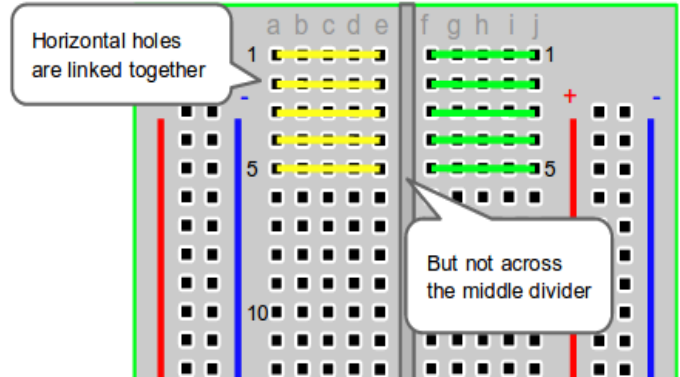 a b c d e f g h i j
Horizontal holes
are linked together
1 1
- + -
5 5
But not across
the middle divider
10